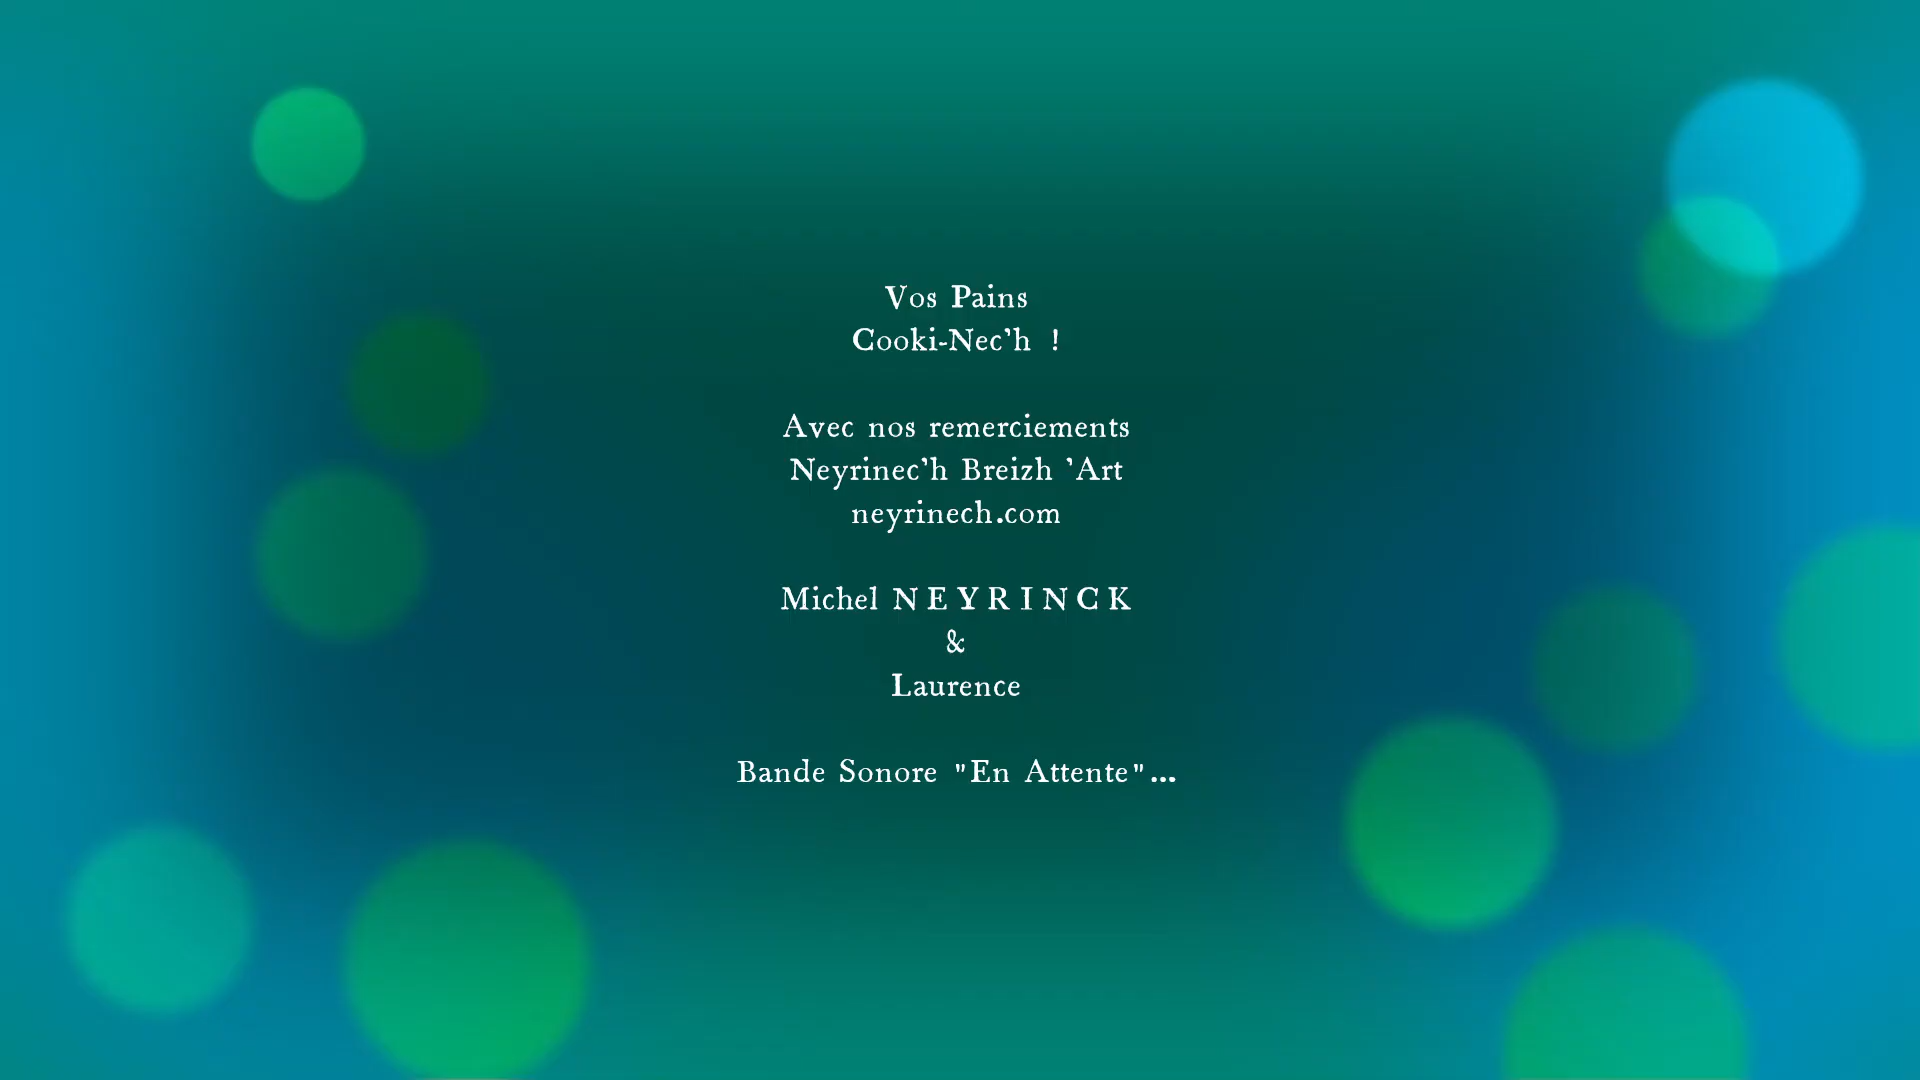 Vos Pains
Cooki-Nec'h !
Avec nos remerciements
Neyrinec'h Breizh 'Art
neyrinech.com
Michel N E Y R I N C K
&
Laurence
Bande Sonore "En Attente"...